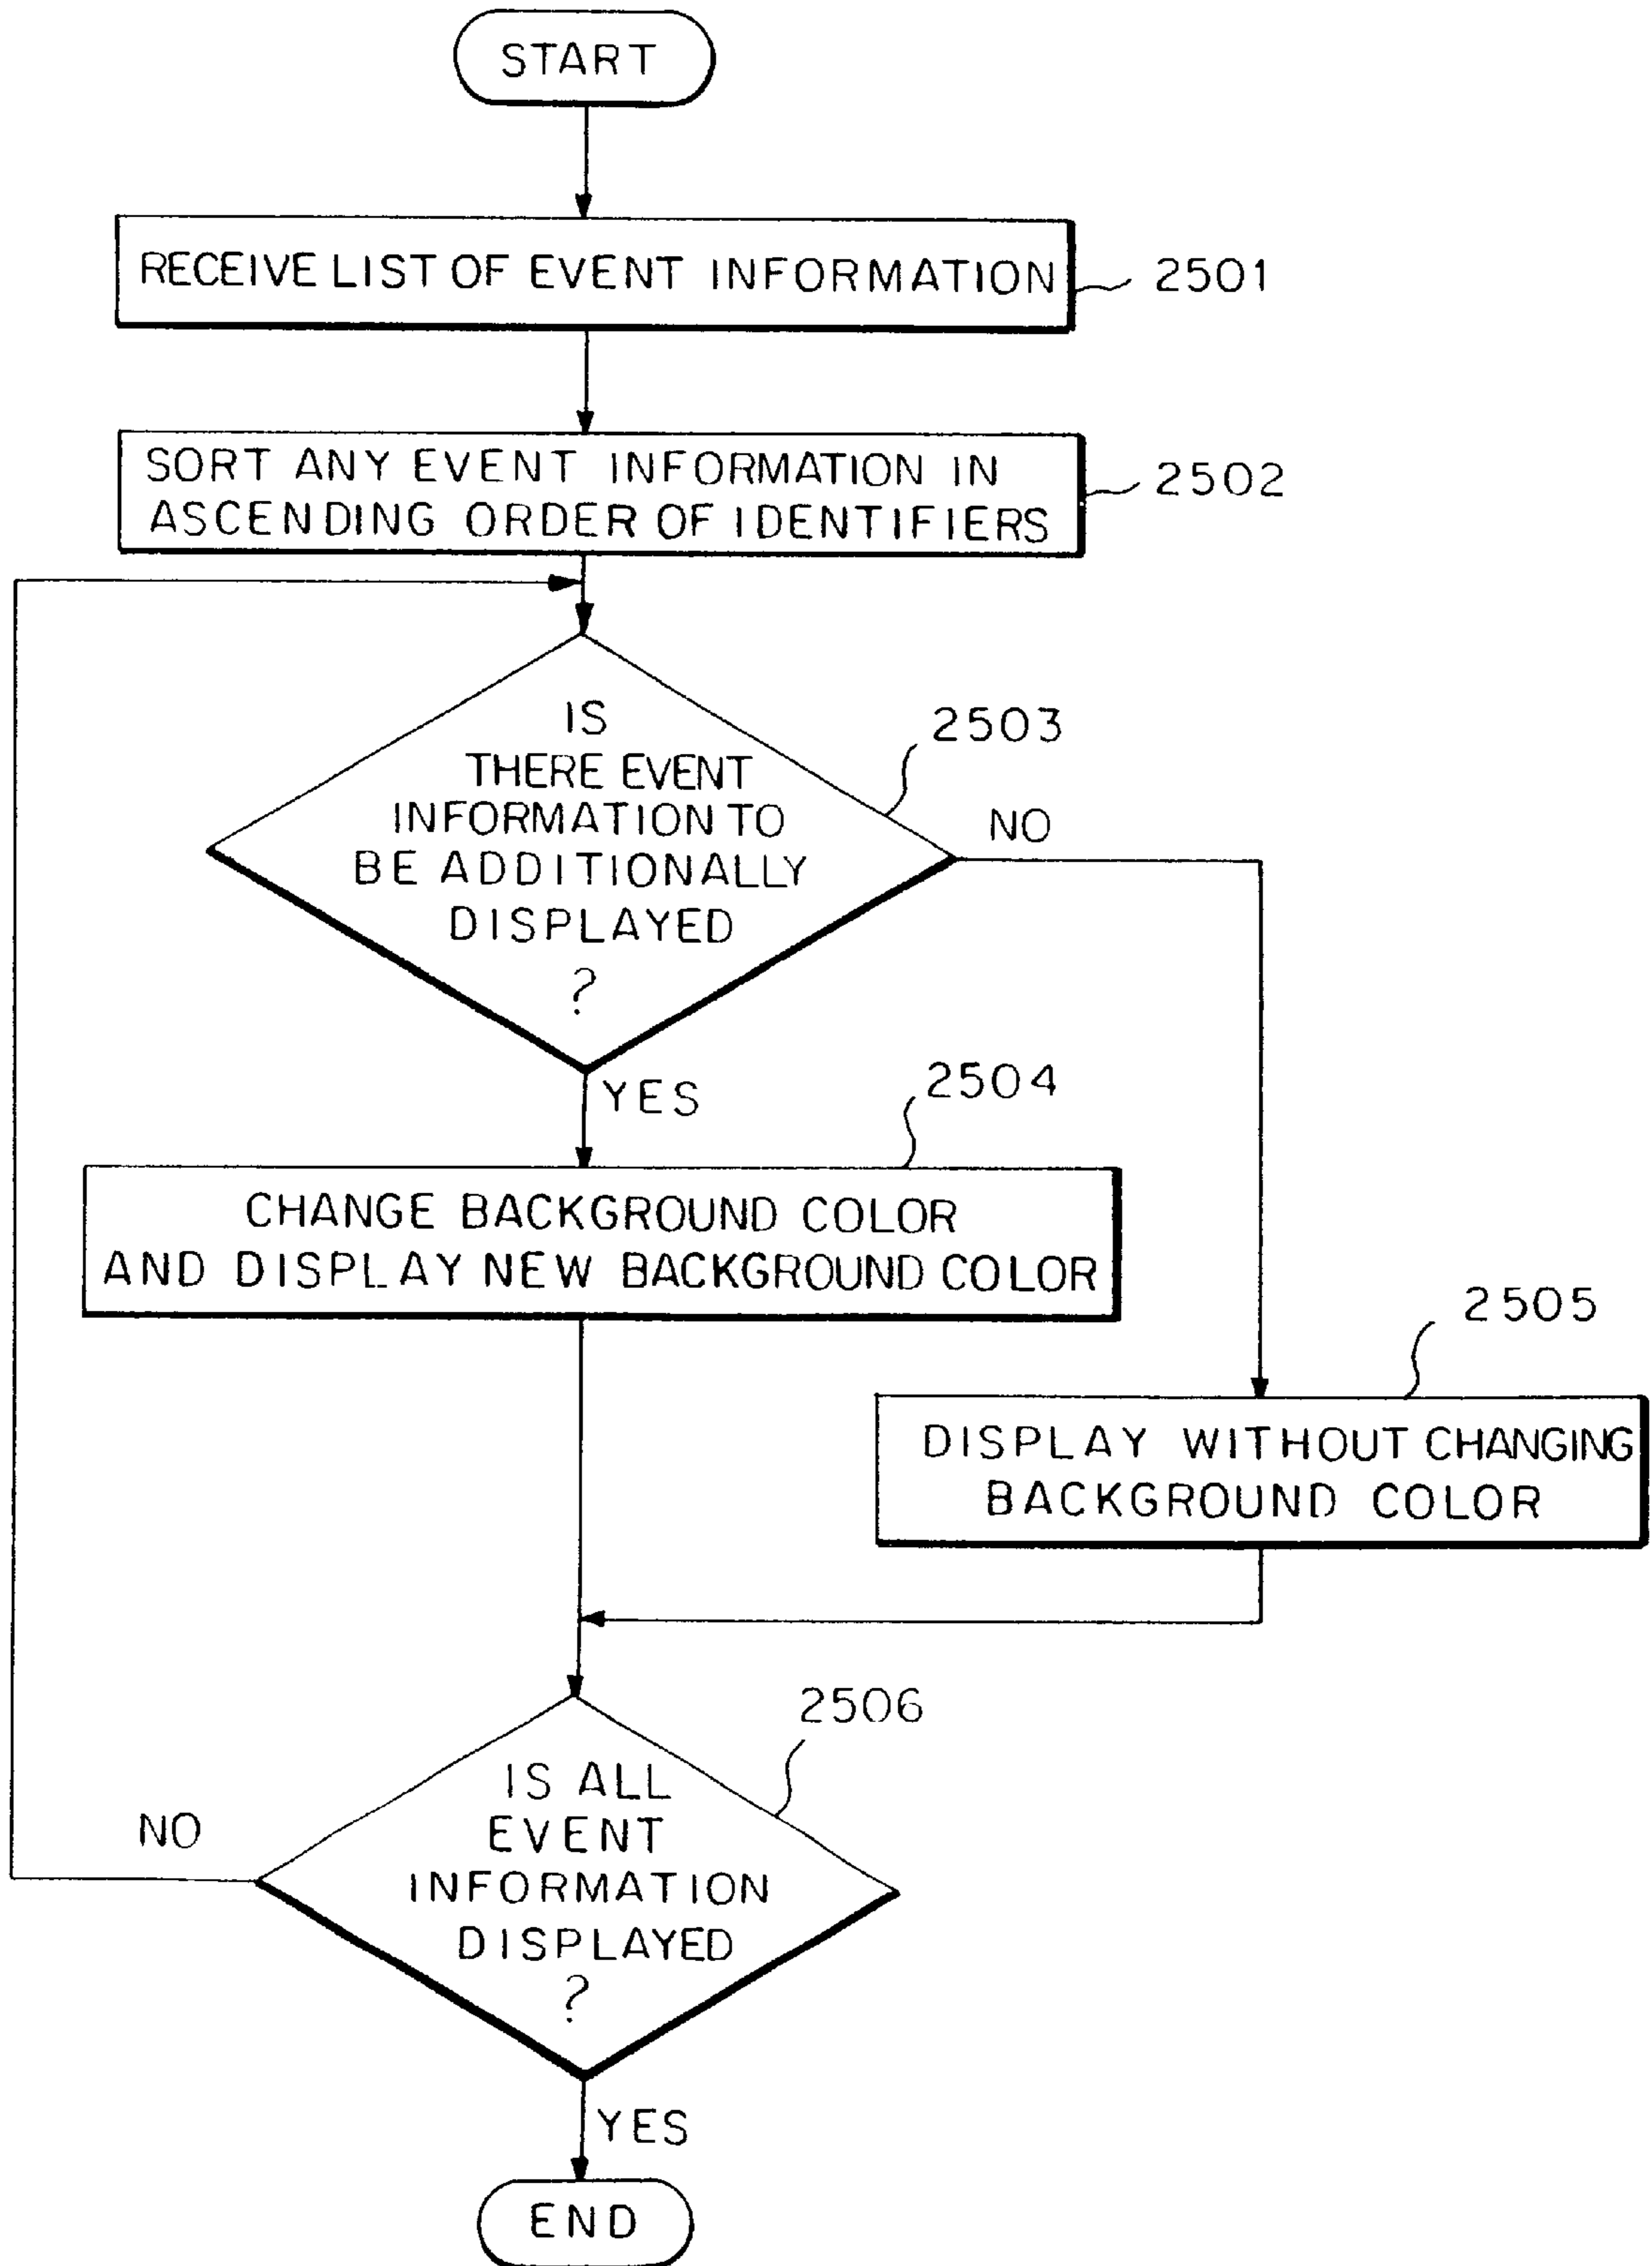 START
RECEIVE LIST OF EVENT INFORMATION
2501
SORT ANY EVENT INFORMATION IN
ASCENDING ORDER OF IDENTIFIERS
2502
IS
THERE EVENT
INFORMATION TO
BE ADDITIONALLY
DISPLAYED
?
2503
NO
YES
2504
CHANGE BACKGROUND COLOR
AND DISPLAY NEW BACKGROUND COLOR
2505
DISPLAY WITHOUT CHANGING
BACKGROUND COLOR
2506
IS ALL
EVENT
INFORMATION
DISPLAYED
?
NO
YES
END